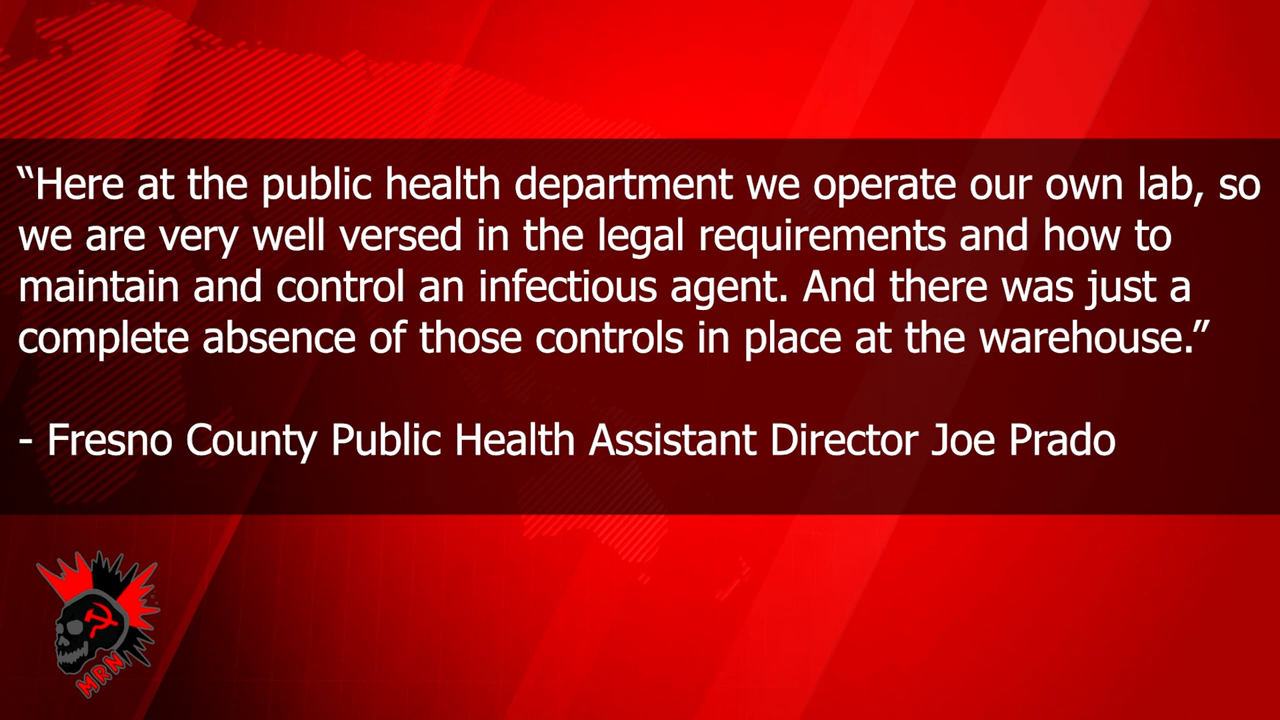 “Here at the public health department we operate our own lab, so
we are very well versed in the legal requirements and how to
maintain and control an infectious agent. And there was just a
complete absence of those controls in place at the warehouse.”
- Fresno County Public Health Assistant Director Joe Prado
MRN